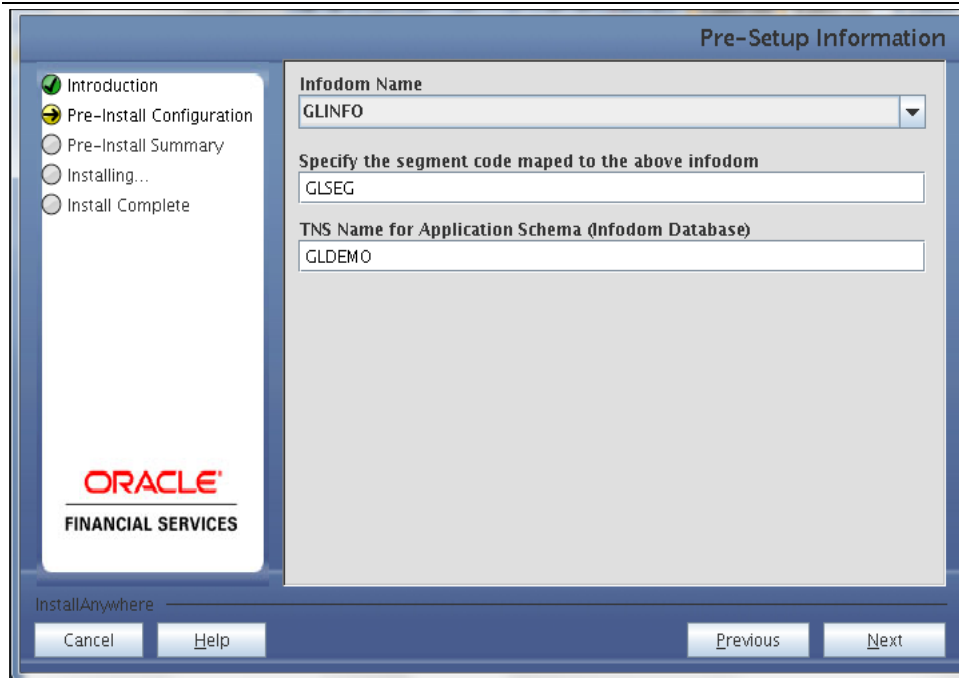 Pre-Setup Information
Introduction
Pre-Install Configuration
Pre-Install Summary
Installing...
Install Complete
ORACLE'
FINANCIAL SERVICES
Infodom Name
GLINFO
Specify the segment code maped to the above infodom
GLSEG
TNS Name for Application Schema (Infodom Database)
GLDEMO
InstallAnywhere
Cancel
Help
Previous
Next